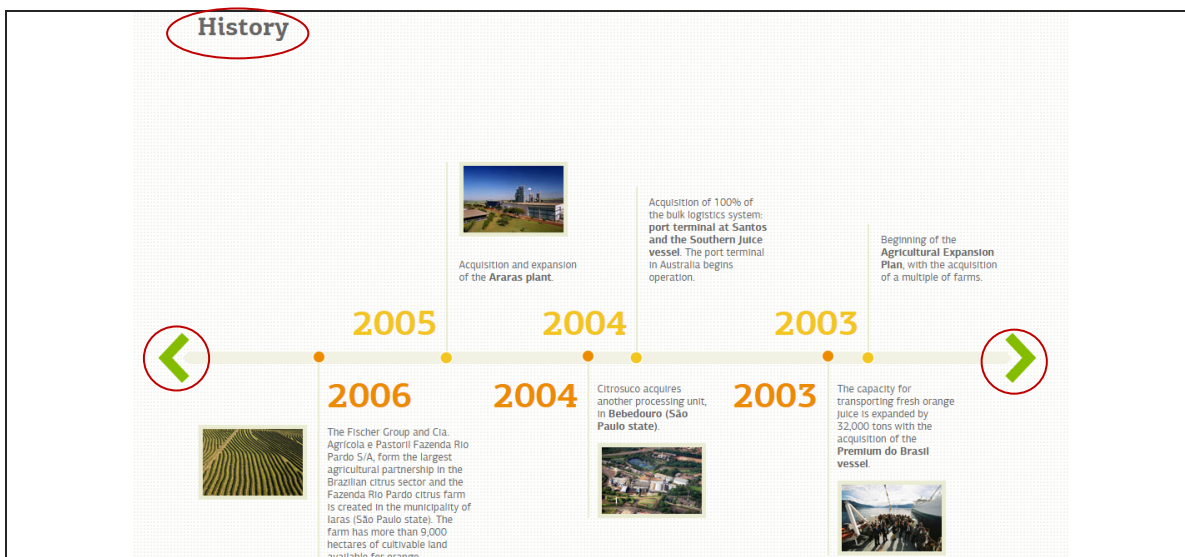 History
Acquisition and expansion
of the Araras plant.
Acquisition of 100% of
the bulk logistics system:
port terminal at Santos
and the Southern Juice
vessel. The port terminal
in Australia begins
operation.
Beginning of the
Agricultural Expansion
Plan, with the acquisition
of a multiple of farms.
2005
2004
2003
2006
The Fischer Group and Cia.
Agrícola e Pastoril Fazenda Rio
Pardo S/A, form the largest
agricultural partnership in the
Brazilian citrus sector and the
Fazenda Rio Pardo citrus farm
is created in the municipality of
Iaras (São Paulo state). The
farm has more than 9,000
hectares of cultivable land
available for orange
2004
Citrosuco acquires
another processing unit,
in Bebedouro (São
Paulo state).
2003
The capacity for
transporting fresh orange
juice is expanded by
32,000 tons with the
acquisition of the
Premium do Brasil
vessel.